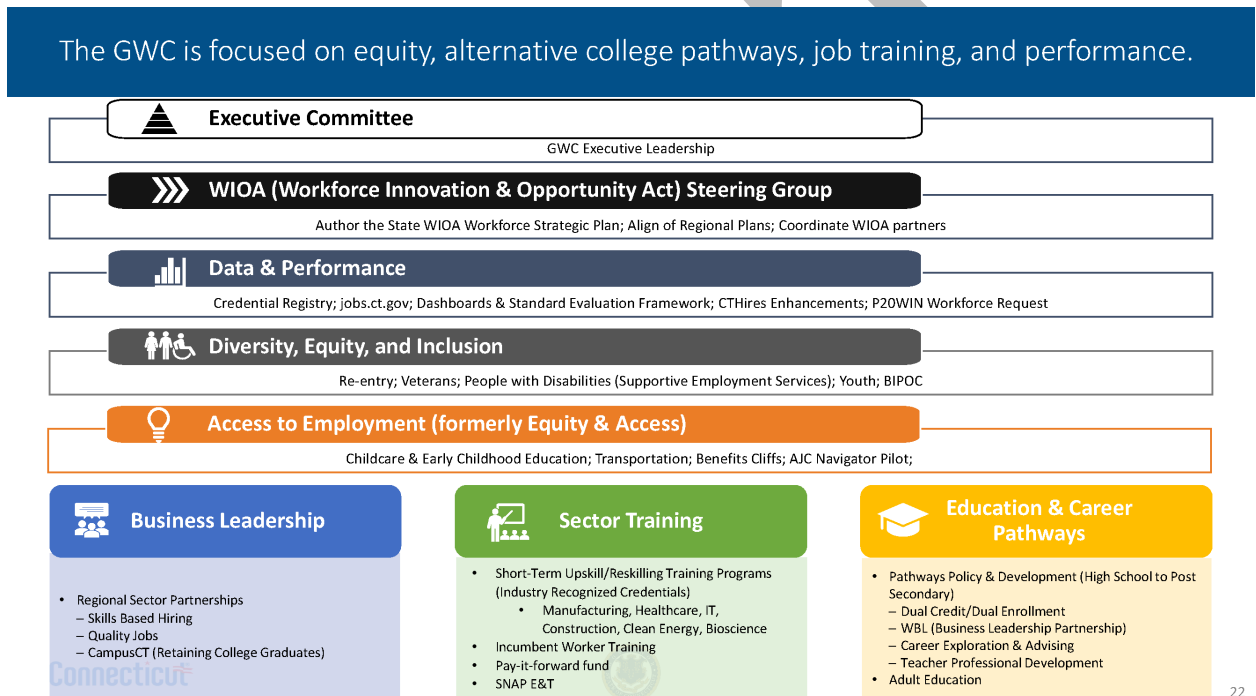 The GWC is focused on equity, alternative college pathways, job training, and performance.
Executive Committee
GWC Executive Leadership
WIOA (Workforce Innovation & Opportunity Act) Steering Group
Author the State WIOA Workforce Strategic Plan; Align of Regional Plans; Coordinate WIOA partners
Data & Performance
Credential Registry; jobs.ct.gov; Dashboards & Standard Evaluation Framework; CTHires Enhancements; P20WIN Workforce Request
Diversity, Equity, and Inclusion
Re-entry; Veterans; People with Disabilities (Supportive Employment Services); Youth; BIPOC
Access to Employment (formerly Equity & Access)
Childcare & Early Childhood Education; Transportation; Benefits Cliffs; AJC Navigator Pilot;
Business Leadership
• Regional Sector Partnerships
– Skills Based Hiring
– Quality Jobs
– CampusCT (Retaining College Graduates)
Connecticut
Sector Training
• Short-Term Upskill/Reskilling Training Programs
(Industry Recognized Credentials)
• Manufacturing, Healthcare, IT,
Construction, Clean Energy, Bioscience
• Incumbent Worker Training
• Pay-it-forward fund
• SNAP E&T
Education & Career
Pathways
• Pathways Policy & Development (High School to Post
Secondary)
– Dual Credit/Dual Enrollment
– WBL (Business Leadership Partnership)
– Career Exploration & Advising
– Teacher Professional Development
• Adult Education
22